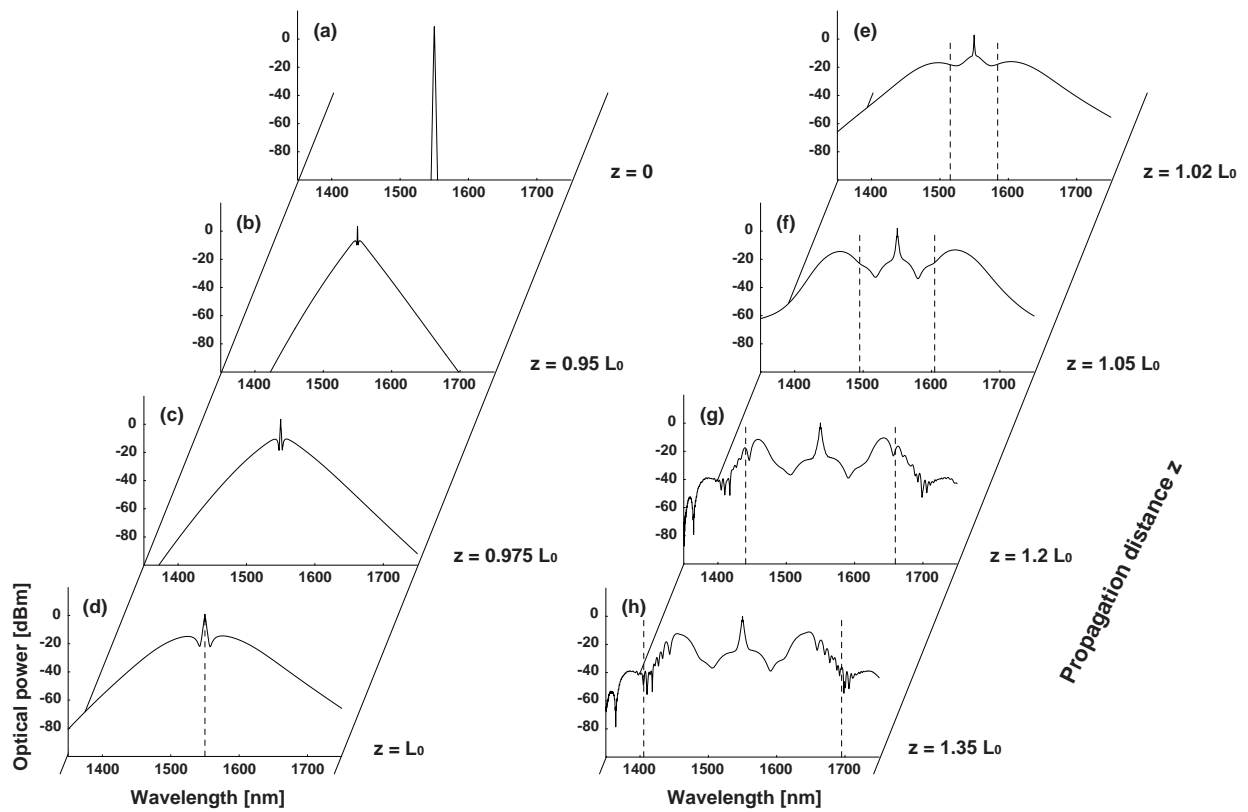 (a)
0
-20
-40
-60
-80
1400 1500 1600 1700
z = 0
(b)
0
-20
-40
-60
-80
1400 1500 1600 1700
z = 0.95 L₀
(c)
0
-20
-40
-60
-80
1400 1500 1600 1700
z = 0.975 L₀
(d)
0
-20
-40
-60
-80
1400 1500 1600 1700
z = L₀
Optical power [dBm]
Wavelength [nm]
(e)
0
-20
-40
-60
-80
1400 1500 1600 1700
z = 1.02 L₀
(f)
0
-20
-40
-60
-80
1400 1500 1600 1700
z = 1.05 L₀
(g)
0
-20
-40
-60
-80
1400 1500 1600 1700
z = 1.2 L₀
(h)
0
-20
-40
-60
-80
1400 1500 1600 1700
z = 1.35 L₀
Wavelength [nm]
Propagation distance z